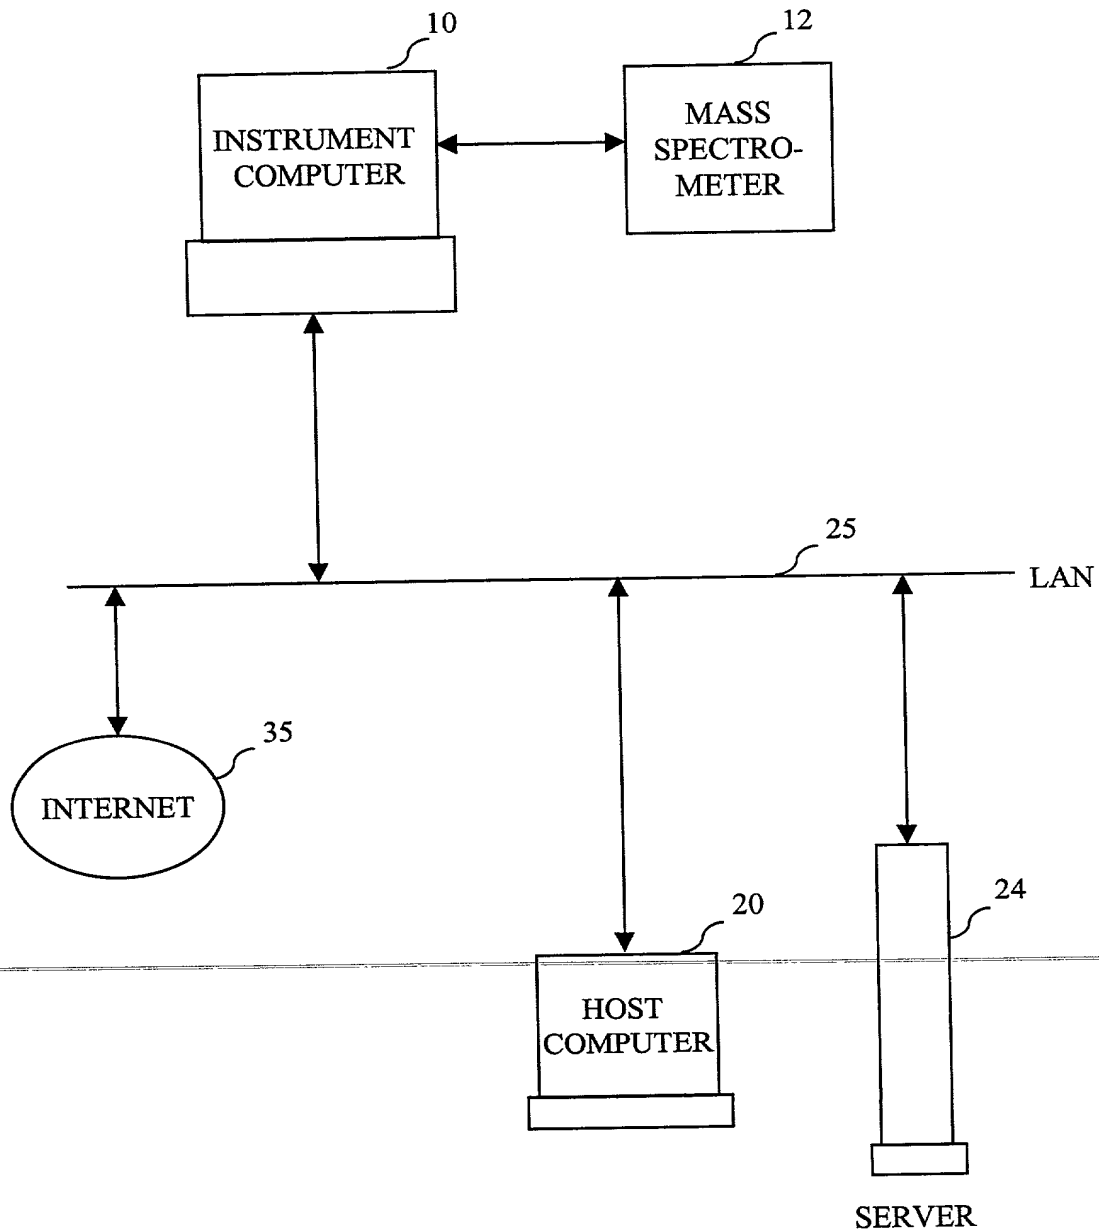 10
12
INSTRUMENT
COMPUTER
MASS
SPECTRO-
METER
25
LAN
35
INTERNET
20
24
HOST
COMPUTER
SERVER